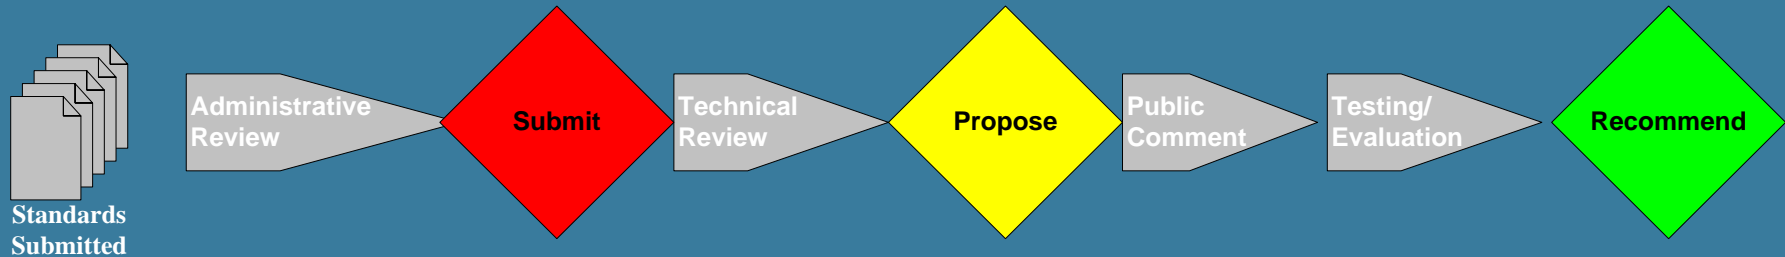 Standards
Submitted
Administrative
Review
Submit
Technical
Review
Propose
Public
Comment
Testing/
Evaluation
Recommend